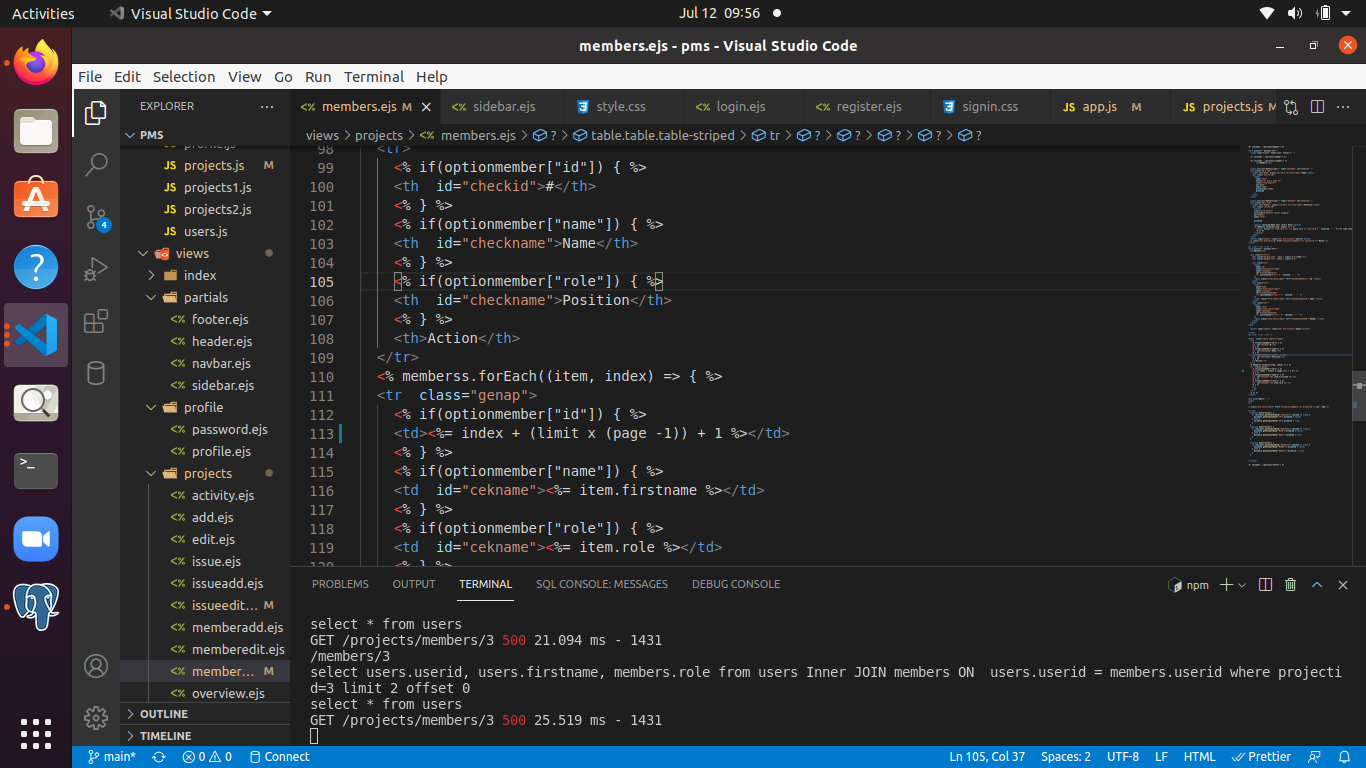 Activities
Visual Studio Code
Jul 12 09:56
members.ejs - pms - Visual Studio Code
File Edit Selection View Go Run Terminal Help
EXPLORER
PMS
projects.js M
projects1.js
projects2.js
users.js
views
index
partials
footer.ejs
header.ejs
navbar.ejs
sidebar.ejs
profile
password.ejs
profile.ejs
projects
activity.ejs
add.ejs
edit.ejs
issue.ejs
issueadd.ejs
issueedit... M
memberadd.ejs
memberedit.ejs
member... M
overview.ejs
OUTLINE
TIMELINE
4
members.ejs M
sidebar.ejs
style.css
login.ejs
register.ejs
signin.css
app.js M
projects.js M
views > projects > members.ejs > ? > table.table.table-striped > tr > ? > ? > ? > ? > ?
98 <tr>
99 <% if(optionmember["id"]) { %>
100 <th  id="checkid">#</th>
101 <% } %>
102 <% if(optionmember["name"]) { %>
103 <th  id="checkname">Name</th>
104 <% } %>
105 <% if(optionmember["role"]) { %>
106 <th  id="checkname">Position</th>
107 <% } %>
108 <th>Action</th>
109 </tr>
110 <% memberss.forEach((item, index) => { %>
111 <tr  class="genap">
112 <% if(optionmember["id"]) { %>
113 <td><%= index + (limit x (page -1)) + 1 %></td>
114 <% } %>
115 <% if(optionmember["name"]) { %>
116 <td  id="cekname"><%= item.firstname %></td>
117 <% } %>
118 <% if(optionmember["role"]) { %>
119 <td  id="cekname"><%= item.role %></td>
120 <% } %>
PROBLEMS OUTPUT TERMINAL SQL CONSOLE: MESSAGES DEBUG CONSOLE
npm
select * from users
GET /projects/members/3 500 21.094 ms - 1431
/members/3
select users.userid, users.firstname, members.role from users Inner JOIN members ON  users.userid = members.userid where projecti
d=3 limit 2 offset 0
select * from users
GET /projects/members/3 500 25.519 ms - 1431
main* 0 0 Connect
Ln 105, Col 37 Spaces: 2 UTF-8 LF HTML Prettier